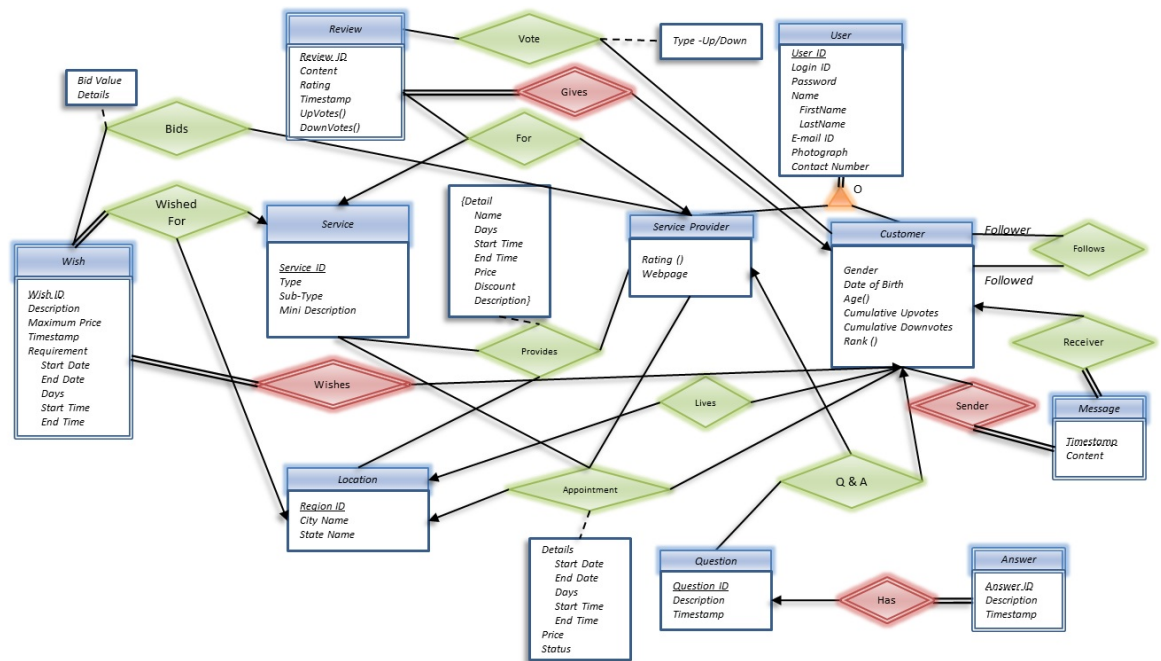 Review
Review ID
Content
Rating
Timestamp
UpVotes()
DownVotes()
Vote
Type -Up/Down
User
User ID
Login ID
Password
Name
FirstName
LastName
E-mail ID
Photograph
Contact Number
O
Bid Value
Details
Bids
Gives
For
Wished
For
Service
Service ID
Type
Sub-Type
Mini Description
{Detail
Name
Days
Start Time
End Time
Price
Discount
Description}
Service Provider
Rating ()
Webpage
Customer
Gender
Date of Birth
Age()
Cumulative Upvotes
Cumulative Downvotes
Rank ()
Follower
Follows
Followed
Wish
Wish ID
Description
Maximum Price
Timestamp
Requirement
Start Date
End Date
Days
Start Time
End Time
Provides
Receiver
Wishes
Lives
Sender
Message
Timestamp
Content
Location
Region ID
City Name
State Name
Appointment
Q & A
Details
Start Date
End Date
Days
Start Time
End Time
Price
Status
Question
Question ID
Description
Timestamp
Has
Answer
Answer ID
Description
Timestamp